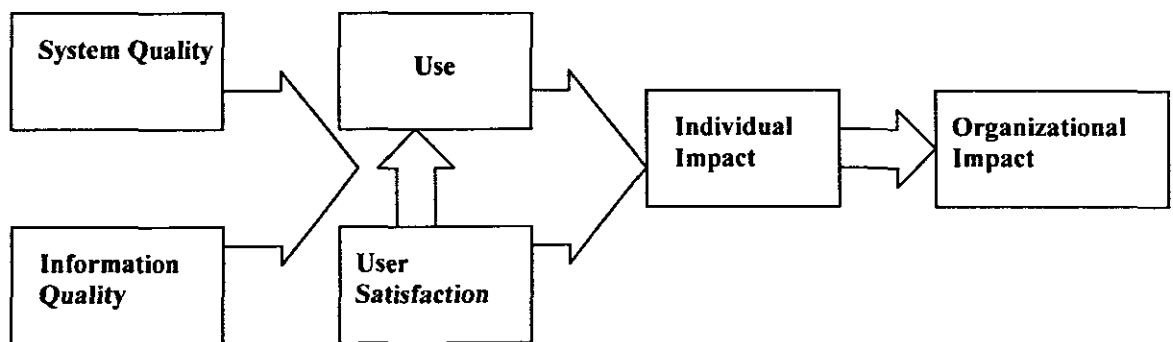 System Quality
Use
Individual
Impact
Organizational
Impact
Information
Quality
User
Satisfaction